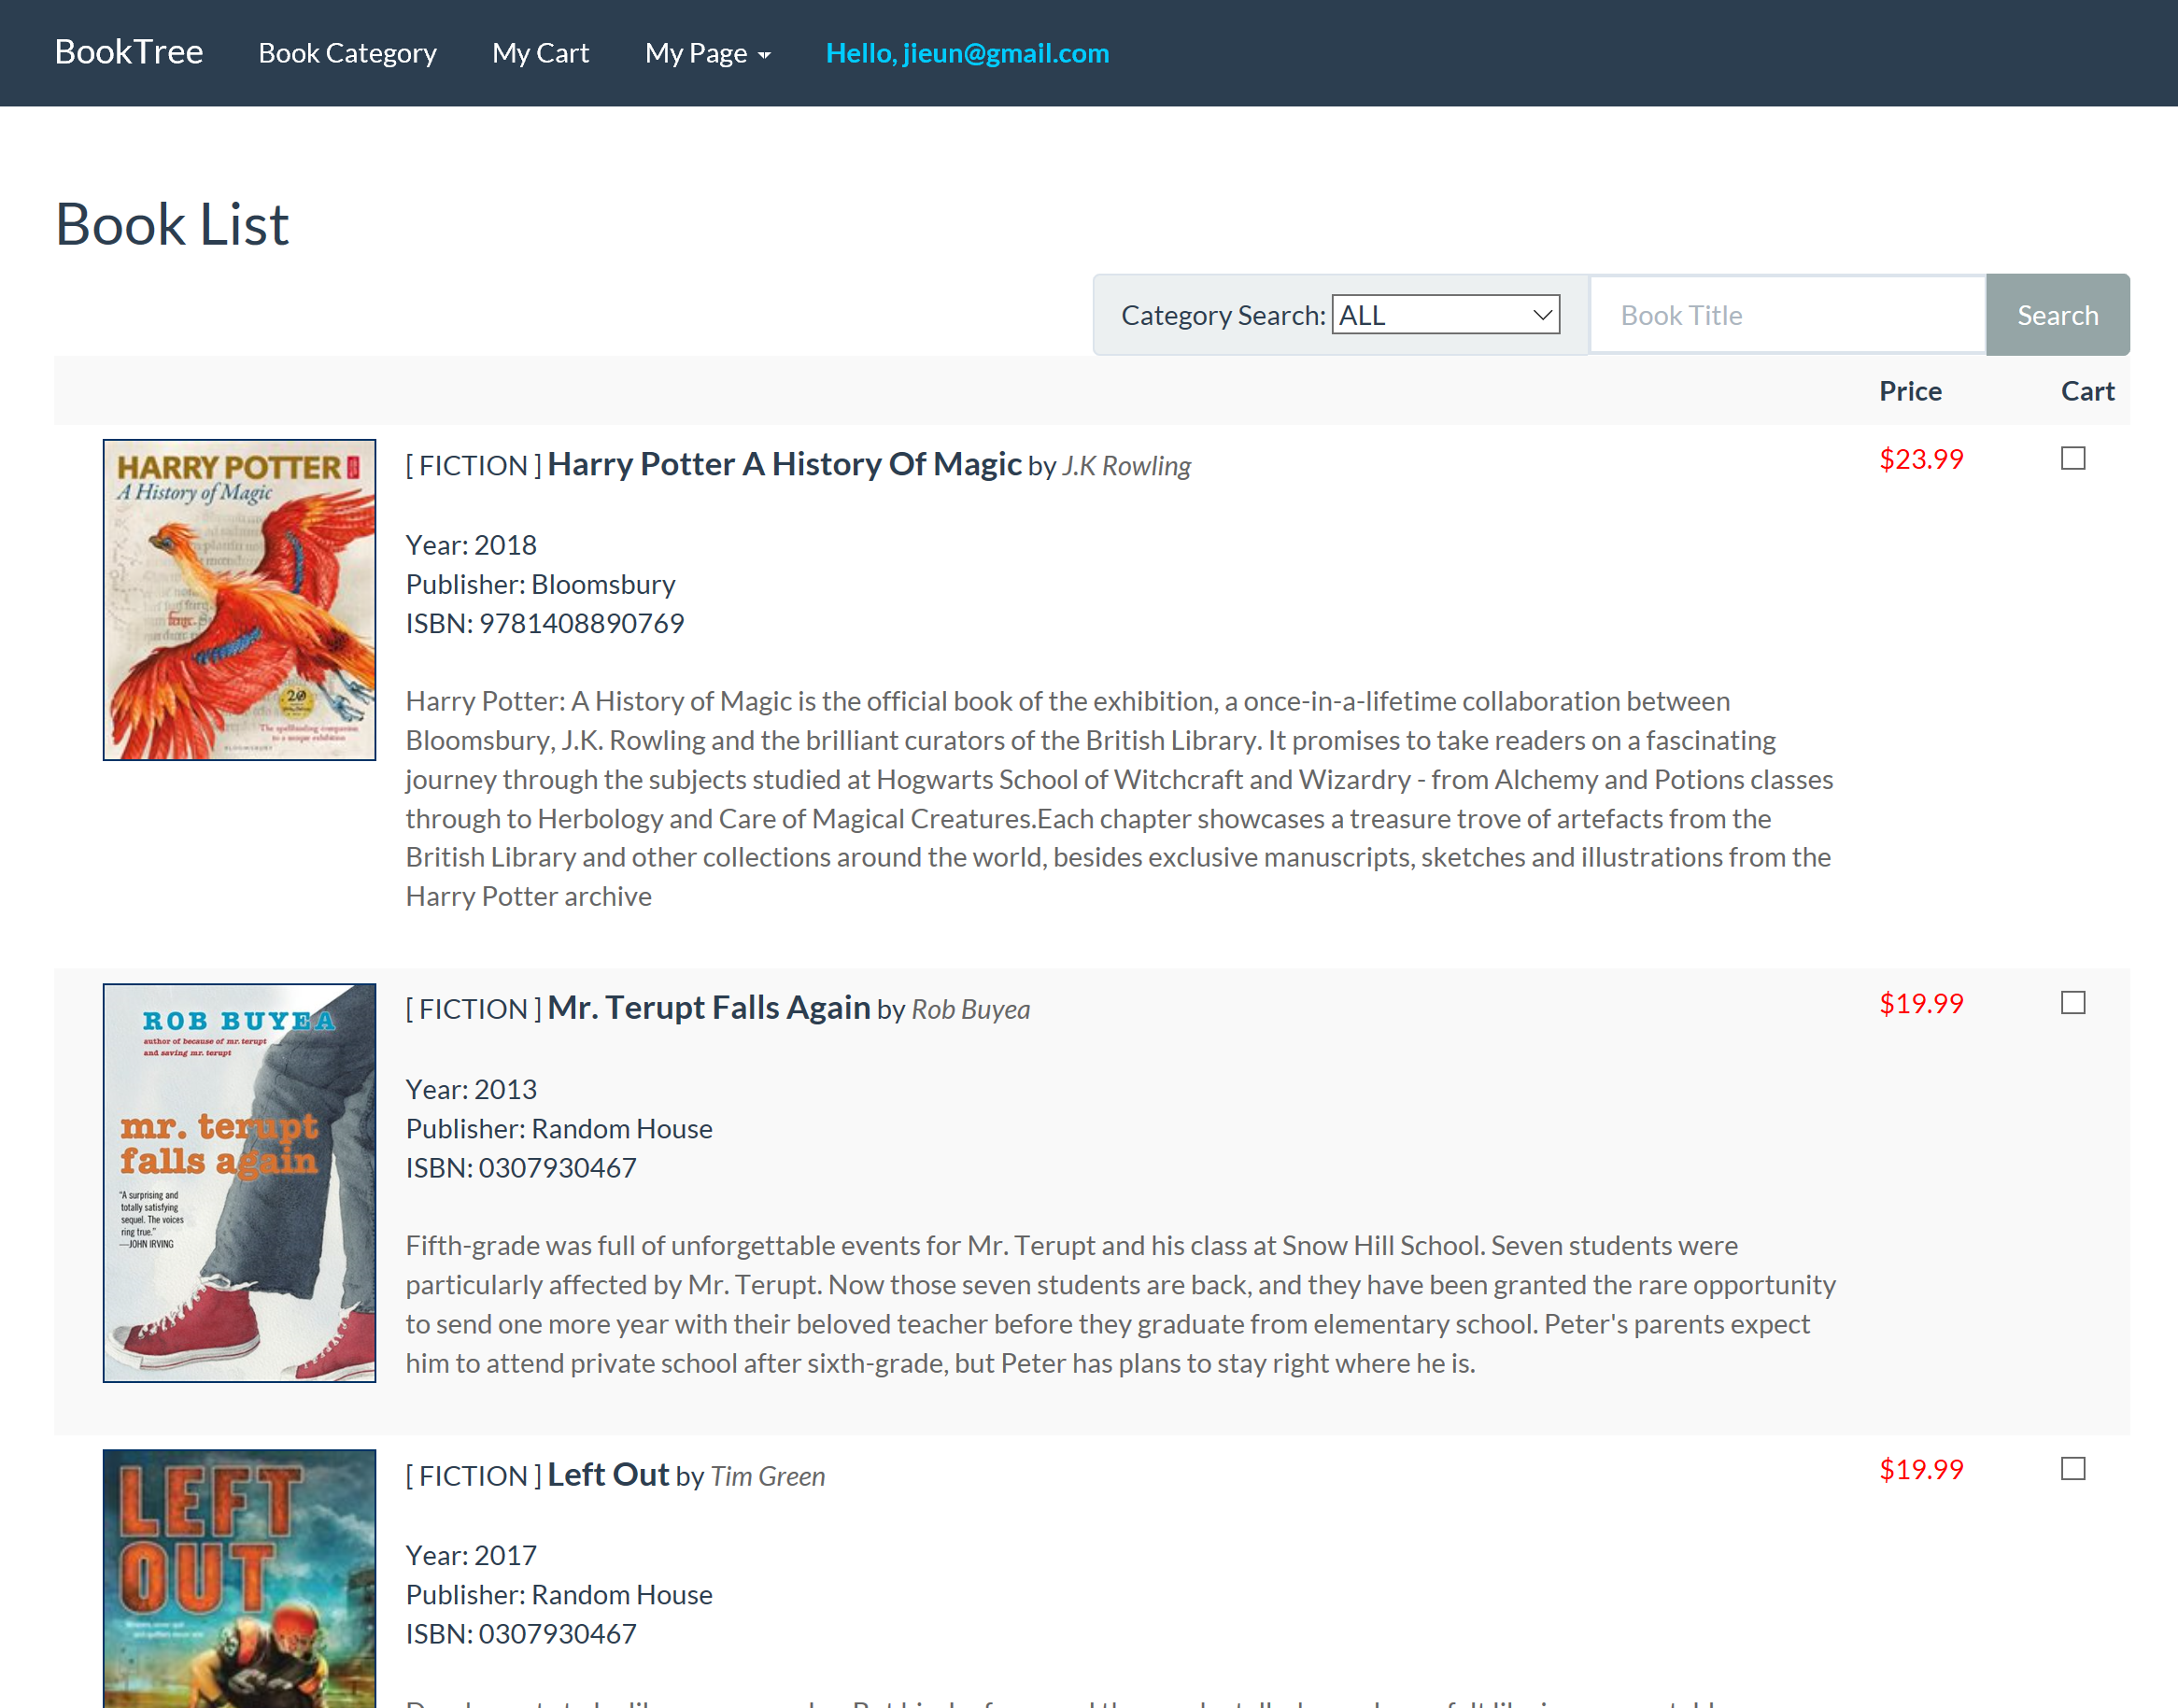 BookTree Book Category My Cart My Page Hello, jieun@gmail.com
Book List
Category Search: ALL Book Title Search
Price Cart
HARRY POTTER
A History of Magic
20
The spellbinding companion
to a unique exhibition
BLOOMSBURY
[ FICTION ] Harry Potter A History Of Magic by J.K Rowling $23.99
Year: 2018
Publisher: Bloomsbury
ISBN: 9781408890769
Harry Potter: A History of Magic is the official book of the exhibition, a once-in-a-lifetime collaboration between
Bloomsbury, J.K. Rowling and the brilliant curators of the British Library. It promises to take readers on a fascinating
journey through the subjects studied at Hogwarts School of Witchcraft and Wizardry - from Alchemy and Potions classes
through to Herbology and Care of Magical Creatures.Each chapter showcases a treasure trove of artefacts from the
British Library and other collections around the world, besides exclusive manuscripts, sketches and illustrations from the
Harry Potter archive
ROB BUYEA
author of because of mr. terupt
and saving mr. terupt
mr. terupt
falls again
"A surprising and
totally satisfying
sequel. The voices
ring true."
—JOHN IRVING
[ FICTION ] Mr. Terupt Falls Again by Rob Buyea $19.99
Year: 2013
Publisher: Random House
ISBN: 0307930467
Fifth-grade was full of unforgettable events for Mr. Terupt and his class at Snow Hill School. Seven students were
particularly affected by Mr. Terupt. Now those seven students are back, and they have been granted the rare opportunity
to send one more year with their beloved teacher before they graduate from elementary school. Peter's parents expect
him to attend private school after sixth-grade, but Peter has plans to stay right where he is.
LEFT
OUT
[ FICTION ] Left Out by Tim Green $19.99
Year: 2017
Publisher: Random House
ISBN: 0307930467